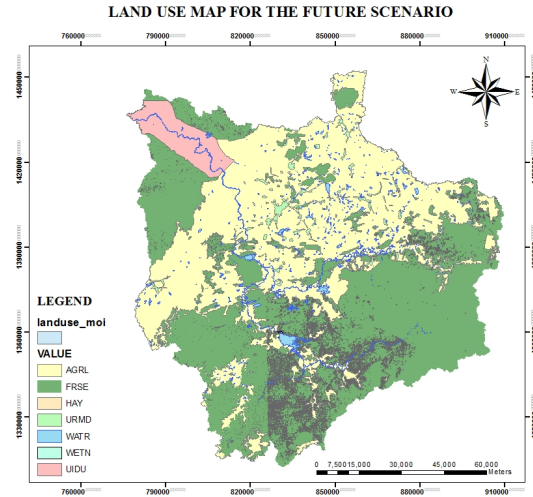 LAND USE MAP FOR THE FUTURE SCENARIO
760000 790000 820000 850000 880000 910000
N
W E
S
1450000
1420000
1390000
1360000
1330000
LEGEND
landuse_moi
VALUE
AGRL
FRSE
HAY
URMD
WATR
WETN
UIDU
0 7,50015,000 30,000 45,000 60,000
Meters
760000 790000 820000 850000 880000 910000